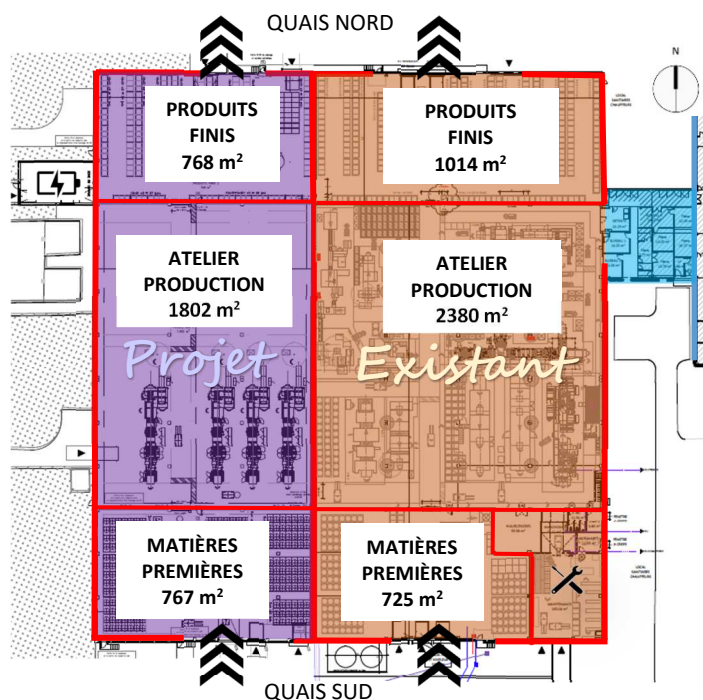 QUAIS NORD
N
PRODUITS
FINIS
768 m²
PRODUITS
FINIS
1014 m²
ATELIER
PRODUCTION
1802 m²
ATELIER
PRODUCTION
2380 m²
Projet
Existant
MATIÈRES
PREMIÈRES
767 m²
MATIÈRES
PREMIÈRES
725 m²
QUAIS SUD